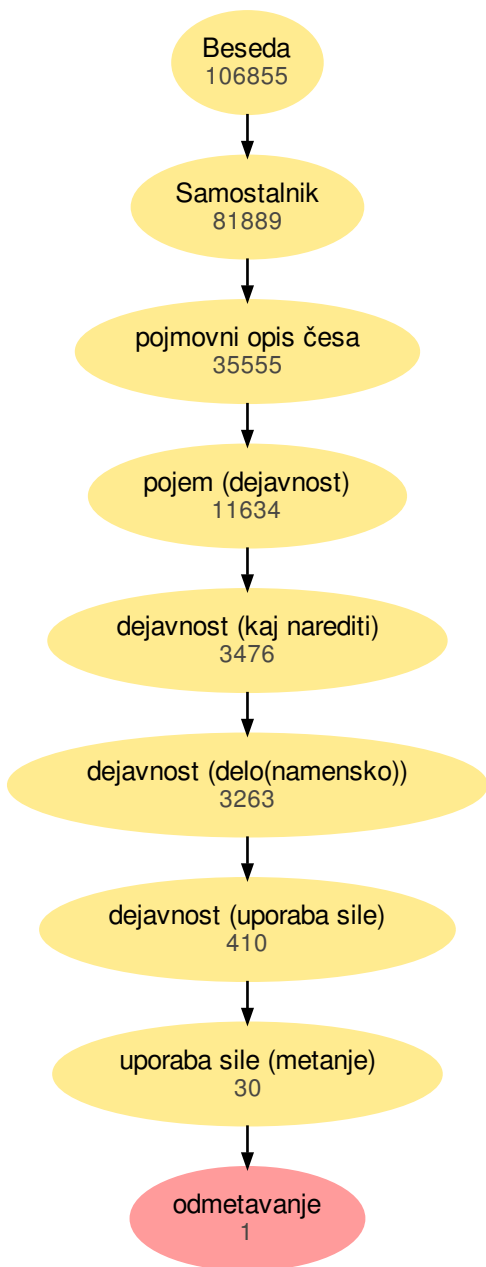 Beseda
106855
Samostalnik
81889
pojmovni opis česa
35555
pojem (dejavnost)
11634
dejavnost (kaj narediti)
3476
dejavnost (delo(namensko))
3263
dejavnost (uporaba sile)
410
uporaba sile (metanje)
30
odmetavanje
1